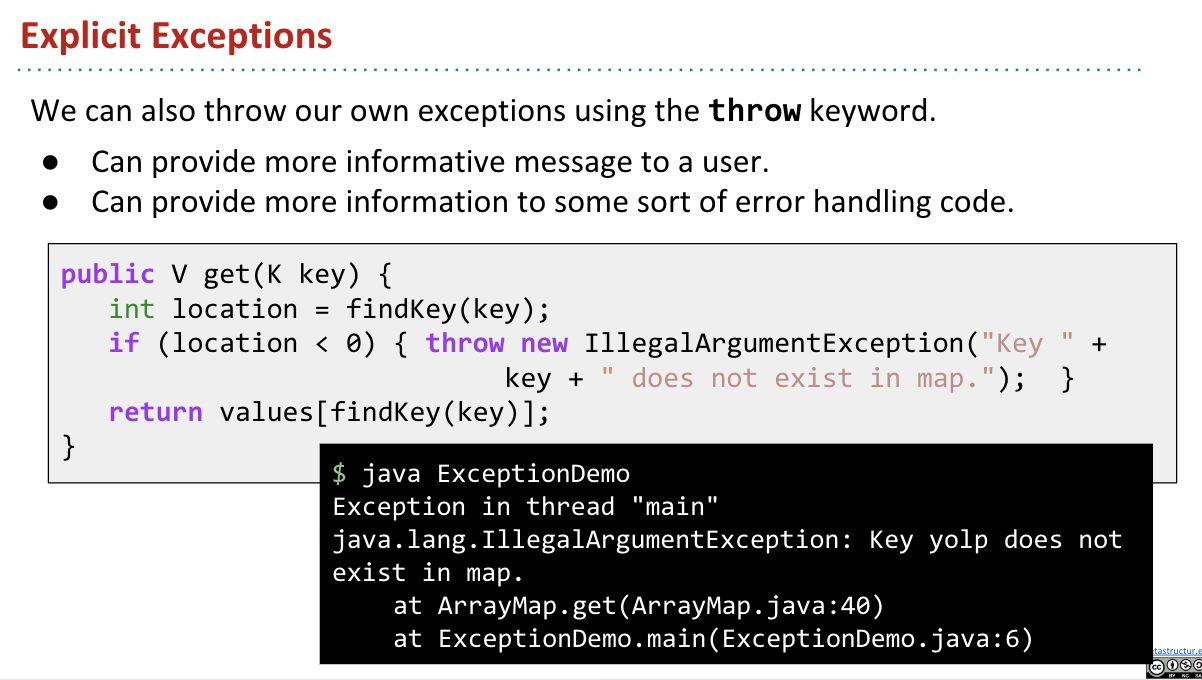 Explicit Exceptions
We can also throw our own exceptions using the throw keyword.
● Can provide more informative message to a user.
● Can provide more information to some sort of error handling code.
public V get(K key) {
   int location = findKey(key);
   if (location < 0) { throw new IllegalArgumentException("Key " +
                            key + " does not exist in map.");  }
   return values[findKey(key)];
}
$ java ExceptionDemo
Exception in thread "main"
java.lang.IllegalArgumentException: Key yolp does not
exist in map.
    at ArrayMap.get(ArrayMap.java:40)
    at ExceptionDemo.main(ExceptionDemo.java:6)
BY NC